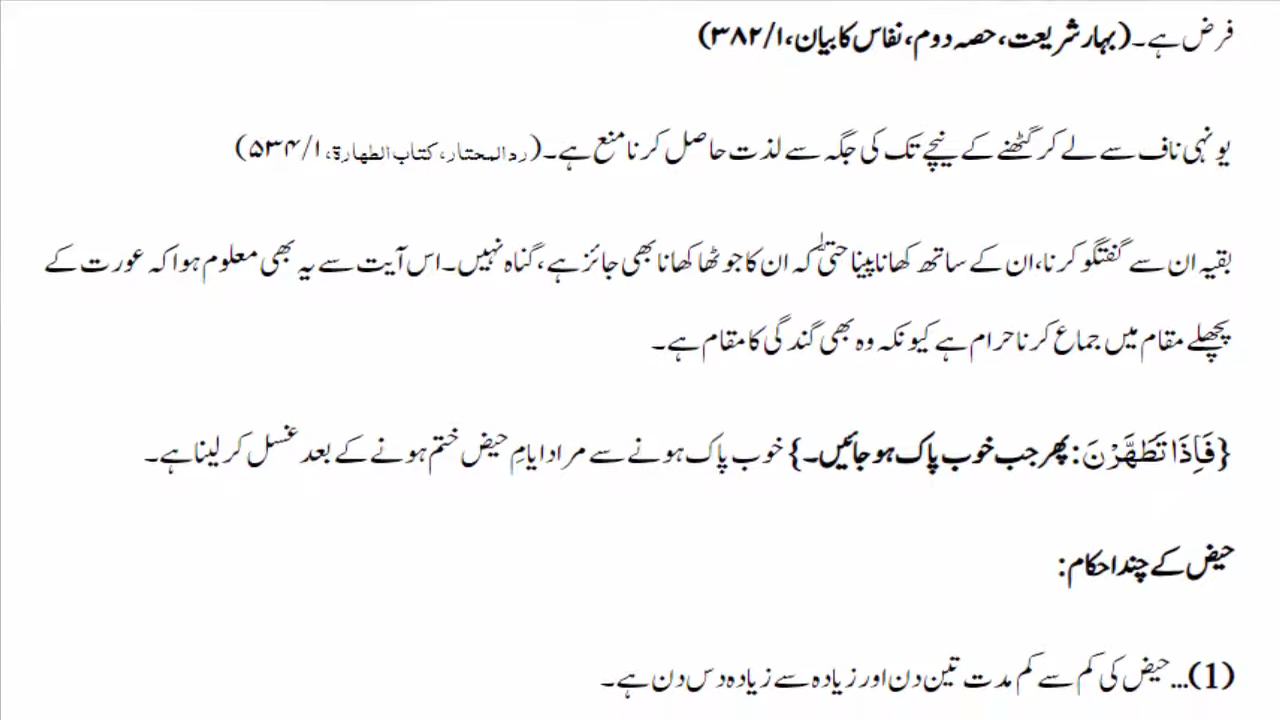 فرض ہے۔ (بہار شریعت، حصہ دوم، نفاس کا بیان، ۱/۳۸۲)
یونہی ناف سے لے کر گھٹنے کے نیچے تک کی جگہ سے لذت حاصل کرنا منع ہے۔ (رد المحتار، کتاب الطھارۃ، ۱/۵۳۴)
بقیہ ان سے گفتگو کرنا، ان کے ساتھ کھانا پینا حتیّٰ کہ ان کا جوٹھا کھانا بھی جائز ہے، گناہ نہیں۔ اس آیت سے یہ بھی معلوم ہوا کہ عورت کے
پچھلے مقام میں جماع کرنا حرام ہے کیونکہ وہ بھی گندگی کا مقام ہے۔
{فَاِذَا تَطَهَّرْنَ: پھر جب خوب پاک ہوجائیں۔} خوب پاک ہونے سے مراد ایامِ حیض ختم ہونے کے بعد غسل کر لینا ہے۔
حیض کے چند احکام:
(1)… حیض کی کم سے کم مدت تین دن اور زیادہ سے زیادہ دس دن ہے۔